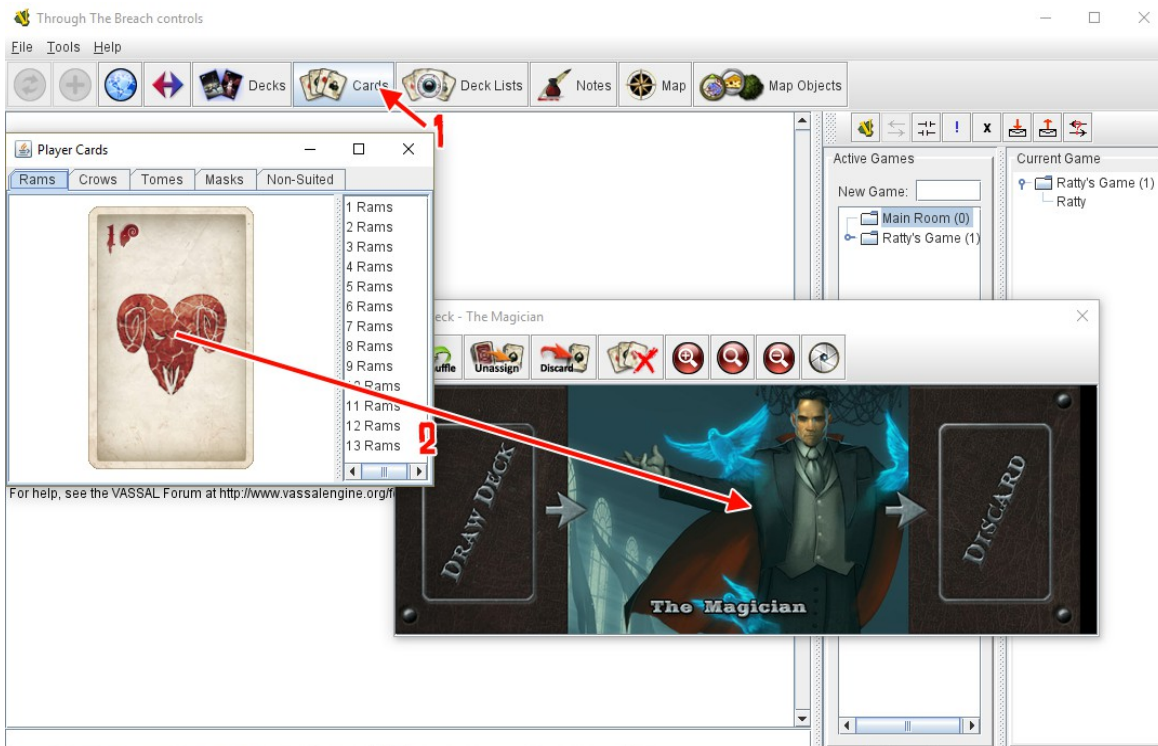 Through The Breach controls
File Tools Help
Decks Cards Deck Lists Notes Map Map Objects
1
Player Cards
Rams Crows Tomes Masks Non-Suited
1
1 Rams
2 Rams
3 Rams
4 Rams
5 Rams
6 Rams
7 Rams
8 Rams
9 Rams
10 Rams
11 Rams
12 Rams
13 Rams
2
! x
Active Games
New Game:
Main Room (0)
Ratty's Game (1)
Current Game
Ratty's Game (1)
Ratty
eck - The Magician
uffle Unassign Discard
Draw Deck
The Magician
Discard
For help, see the VASSAL Forum at http://www.vassalengine.org/f